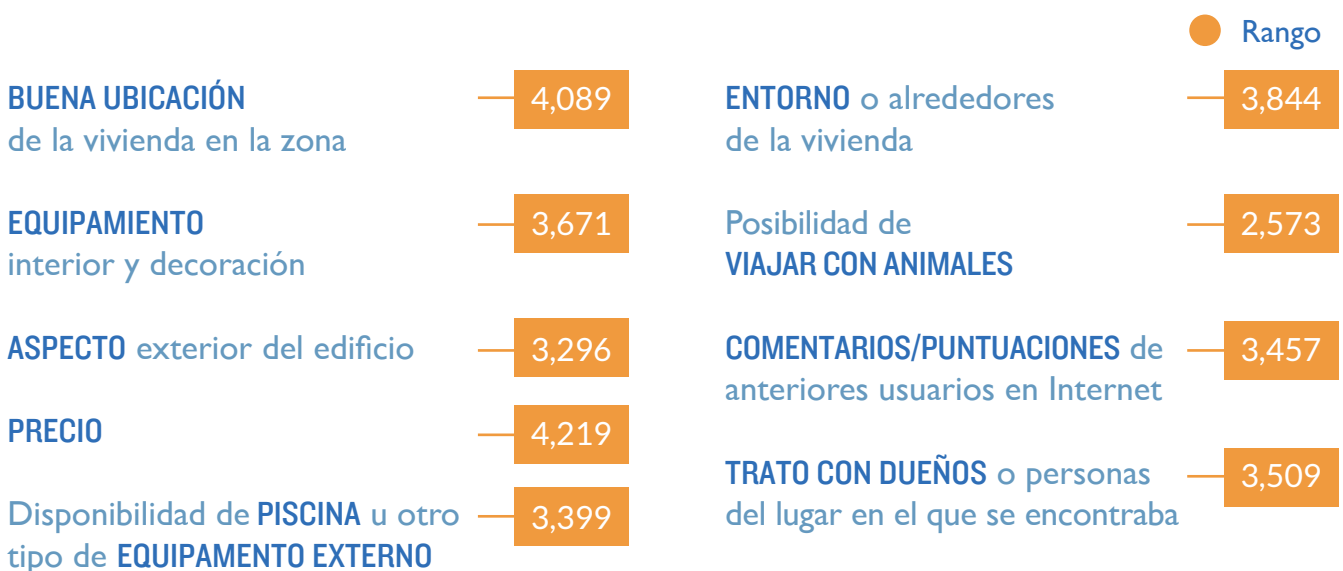 Rango
BUENA UBICACIÓN 4,089
de la vivienda en la zona
EQUIPAMIENTO 3,671
interior y decoración
ASPECTO exterior del edificio 3,296
PRECIO 4,219
Disponibilidad de PISCINA u otro 3,399
tipo de EQUIPAMENTO EXTERNO
ENTORNO o alrededores 3,844
de la vivienda
Posibilidad de 2,573
VIAJAR CON ANIMALES
COMENTARIOS/PUNTUACIONES de 3,457
anteriores usuarios en Internet
TRATO CON DUEÑOS o personas 3,509
del lugar en el que se encontraba